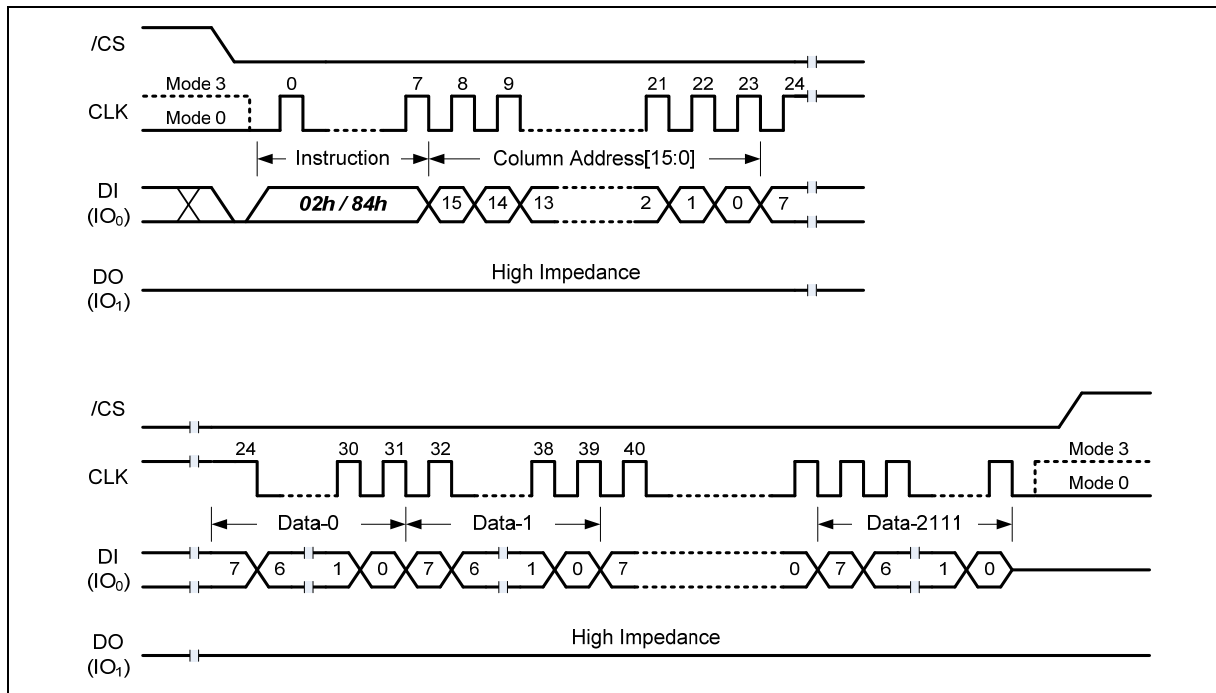 /CS
Mode 3 0 7 8 9 21 22 23 24
CLK
Mode 0
Instruction Column Address[15:0]
DI
(IO0)
02h / 84h 15 14 13 2 1 0 7
High Impedance
DO
(IO1)
/CS
24 30 31 32 38 39 40 Mode 3
CLK
Mode 0
Data-0 Data-1 Data-2111
DI
(IO0)
7 6 1 0 7 6 1 0 7 0 7 6 1 0
High Impedance
DO
(IO1)